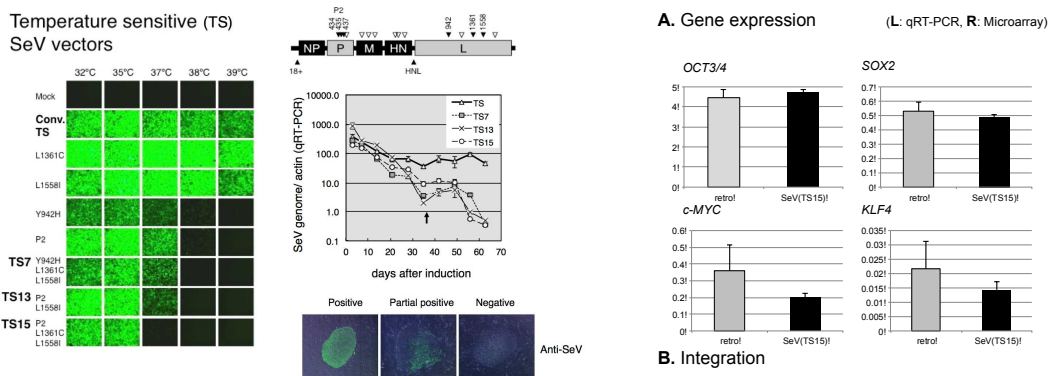 Temperature sensitive (TS)
SeV vectors
32°C 35°C 37°C 38°C 39°C
Mock
Conv.
TS
L1361C
L1558I
Y942H
P2
TS7 Y942H
L1361C
L1558I
TS13 P2
L1558I
TS15 P2
L1361C
L1558I
P2
434 435 437 942 1361 1558
NP P M HN L
18+ HNL
SeV genome/ actin (qRT-PCR)
10000.0
1000.0
100.0
10.0
1.0
0.1
TS
TS7
TS13
TS15
0 10 20 30 40 50 60 70
days after induction
Positive Partial positive Negative
Anti-SeV
A. Gene expression (L: qRT-PCR, R: Microarray)
OCT3/4
5!
4!
3!
2!
1!
0!
retro! SeV(TS15)!
SOX2
0.7!
0.6!
0.5!
0.4!
0.3!
0.2!
0.1!
0!
retro! SeV(TS15)!
c-MYC
0.6!
0.5!
0.4!
0.3!
0.2!
0.1!
0!
retro! SeV(TS15)!
KLF4
0.035!
0.03!
0.025!
0.02!
0.015!
0.01!
0.005!
0!
retro! SeV(TS15)!
B. Integration